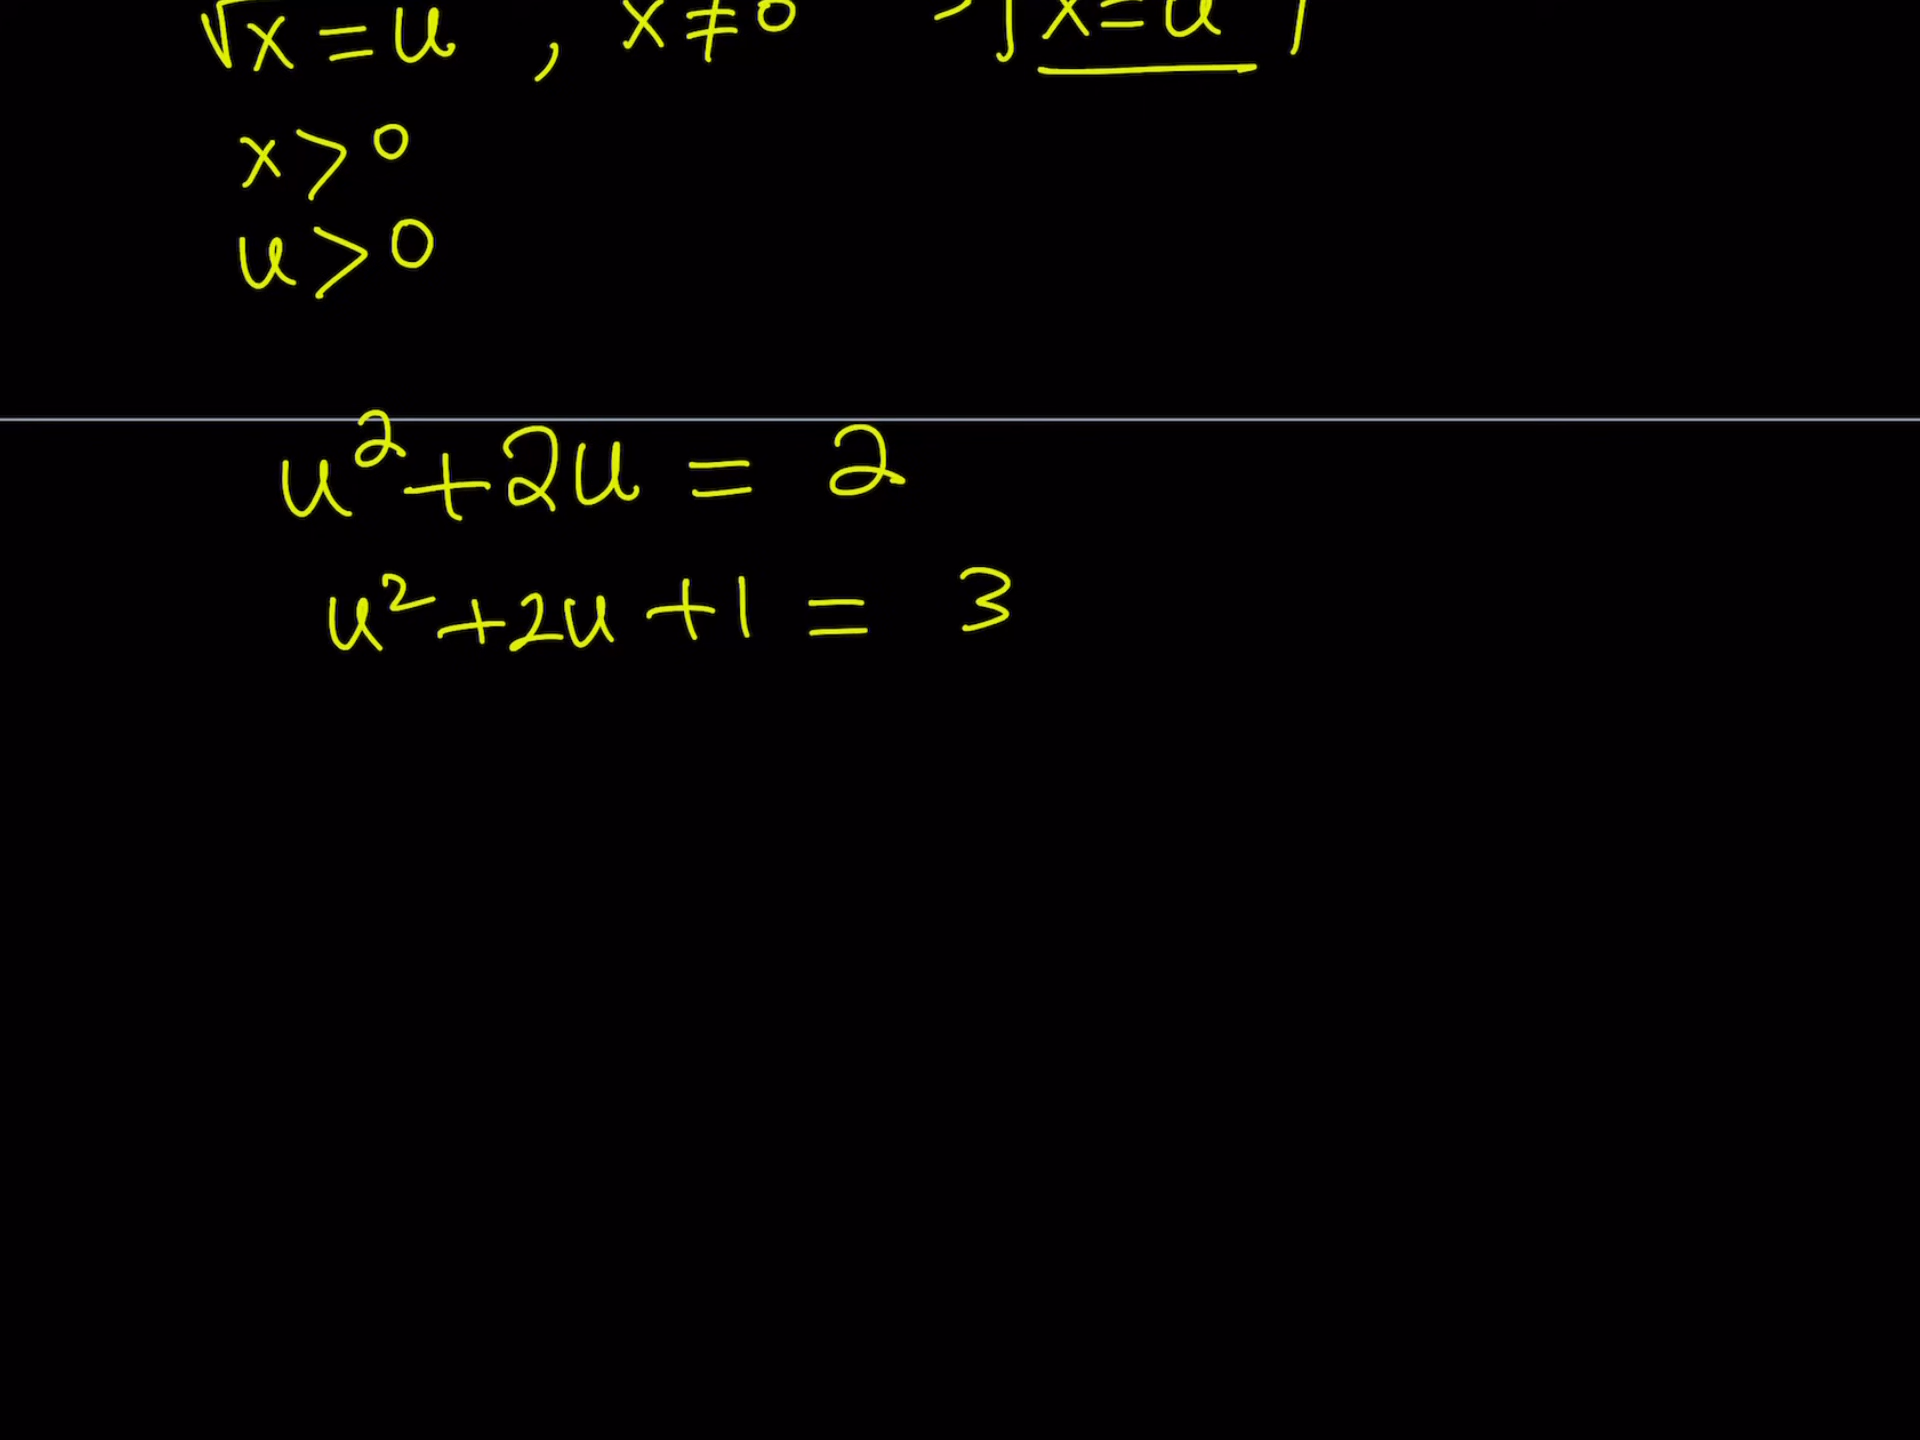 √x = u , x ≠ 0 x = u
x > 0
u > 0
u² + 2u = 2
u² + 2u + 1 = 3